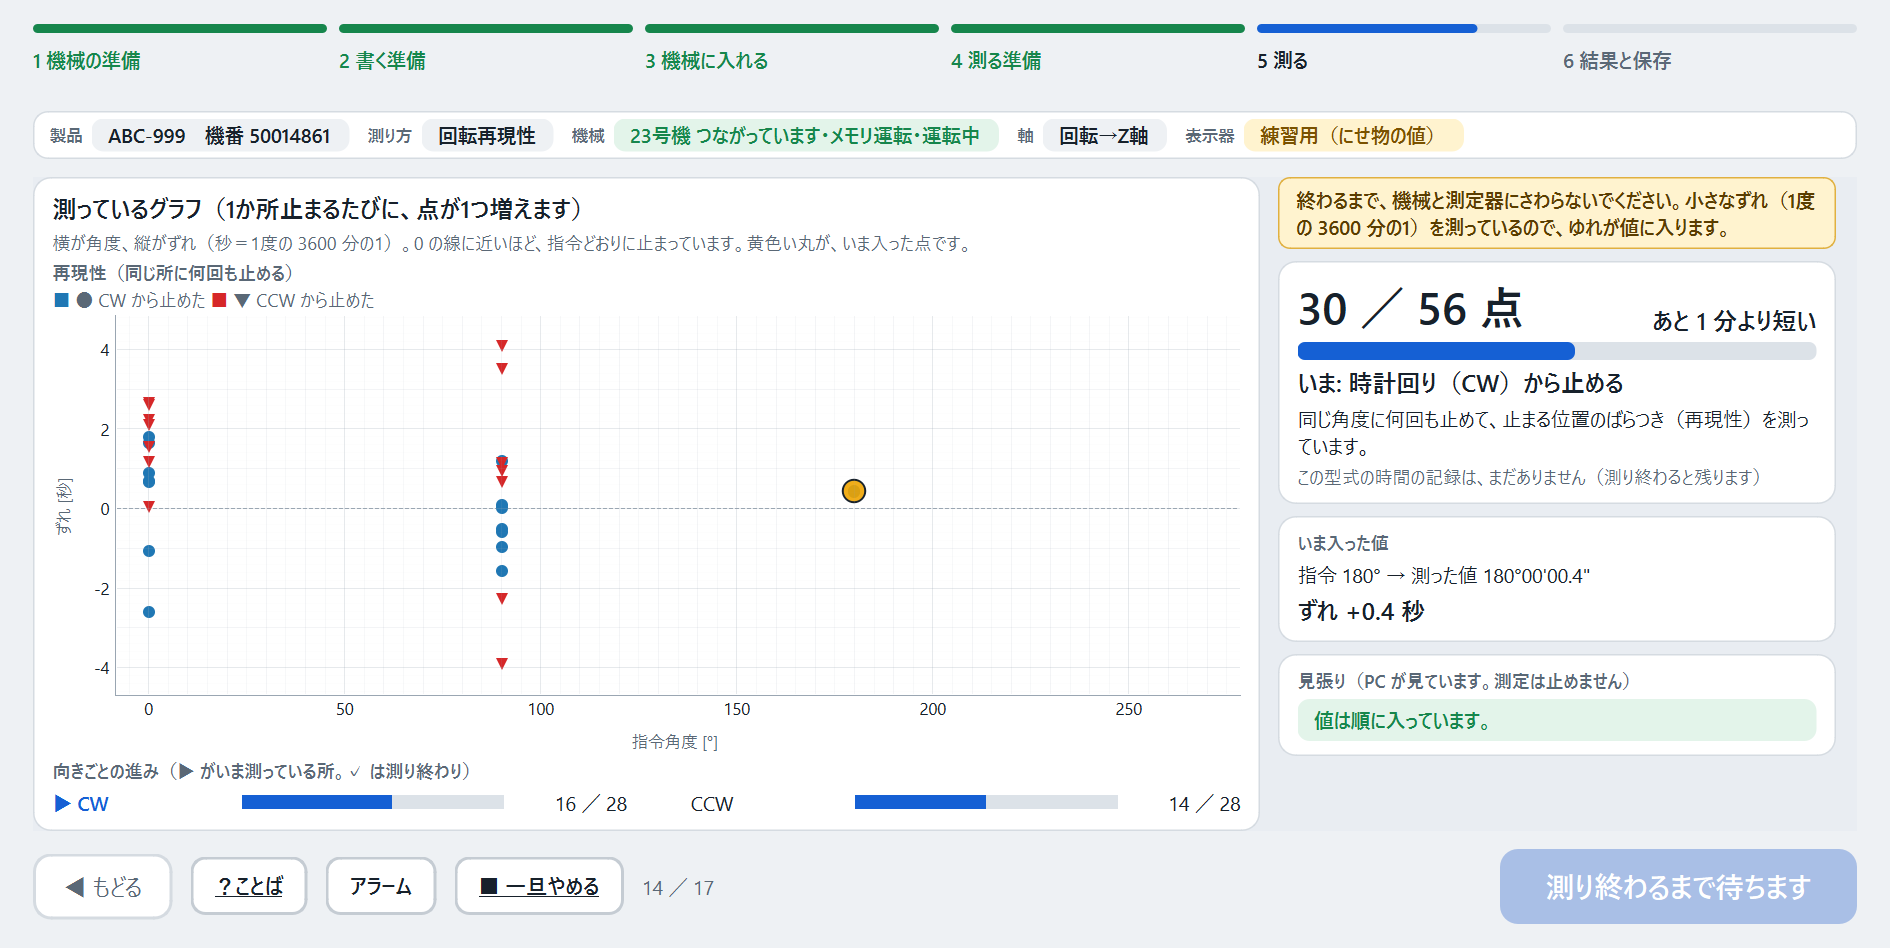 1 機械の準備
2 書く準備
3 機械に入れる
4 測る準備
5 測る
6 結果と保存
製品 ABC-999 機番 50014861 測り方 回転再現性 機械 23号機 つながっています・メモリ運転・運転中 軸 回転→Z軸 表示器 練習用（にせ物の値）
測っているグラフ（1か所止まるたびに、点が1つ増えます）
横が角度、縦がずれ（秒＝1度の 3600 分の1）。0 の線に近いほど、指令どおりに止まっています。黄色い丸が、いま入った点です。
再現性（同じ所に何回も止める）
■ ● CW から止めた ■ ▼ CCW から止めた
4
2
0
-2
-4
ずれ [秒]
0 50 100 150 200 250
指令角度 [°]
向きごとの進み（▶ がいま測っている所。✓ は測り終わり）
▶ CW 16 ／ 28 CCW 14 ／ 28
終わるまで、機械と測定器にさわらないでください。小さなずれ（1度
の 3600 分の1）を測っているので、ゆれが値に入ります。
30 ／ 56 点 あと 1 分より短い
いま: 時計回り（CW）から止める
同じ角度に何回も止めて、止まる位置のばらつき（再現性）を測っ
ています。
この型式の時間の記録は、まだありません（測り終わると残ります）
いま入った値
指令 180° → 測った値 180°00'00.4"
ずれ +0.4 秒
見張り（PC が見ています。測定は止めません）
値は順に入っています。
◀ もどる ？ことば アラーム ■ 一旦やめる 14 ／ 17 測り終わるまで待ちます